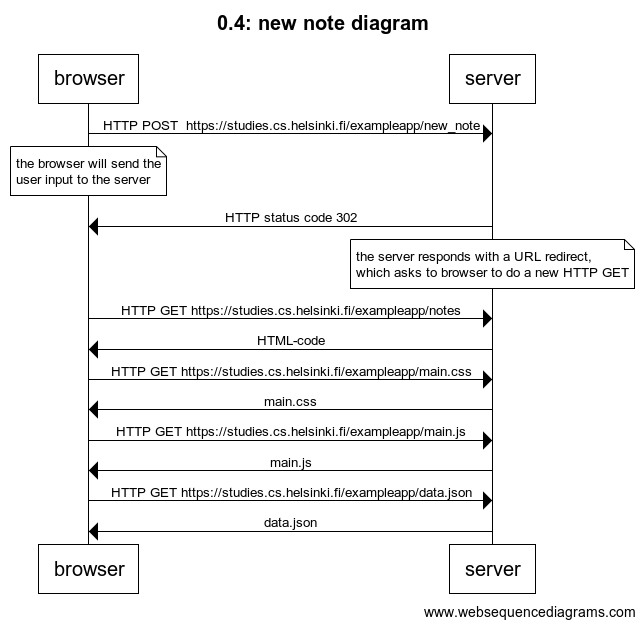 0.4: new note diagram
browser
server
HTTP POST  https://studies.cs.helsinki.fi/exampleapp/new_note
the browser will send the
user input to the server
HTTP status code 302
the server responds with a URL redirect,
which asks to browser to do a new HTTP GET
HTTP GET https://studies.cs.helsinki.fi/exampleapp/notes
HTML-code
HTTP GET https://studies.cs.helsinki.fi/exampleapp/main.css
main.css
HTTP GET https://studies.cs.helsinki.fi/exampleapp/main.js
main.js
HTTP GET https://studies.cs.helsinki.fi/exampleapp/data.json
data.json
browser
server
www.websequencediagrams.com